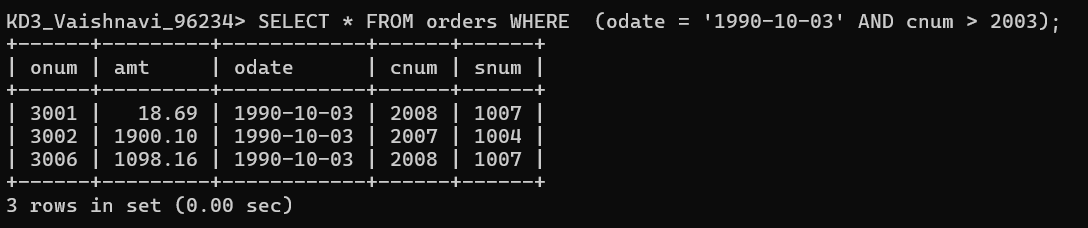 KD3_Vaishnavi_96234> SELECT * FROM orders WHERE  (odate = '1990-10-03' AND cnum > 2003);
+------+---------+------------+------+------+
| onum | amt     | odate      | cnum | snum |
+------+---------+------------+------+------+
| 3001 |   18.69 | 1990-10-03 | 2008 | 1007 |
| 3002 | 1900.10 | 1990-10-03 | 2007 | 1004 |
| 3006 | 1098.16 | 1990-10-03 | 2008 | 1007 |
+------+---------+------------+------+------+
3 rows in set (0.00 sec)